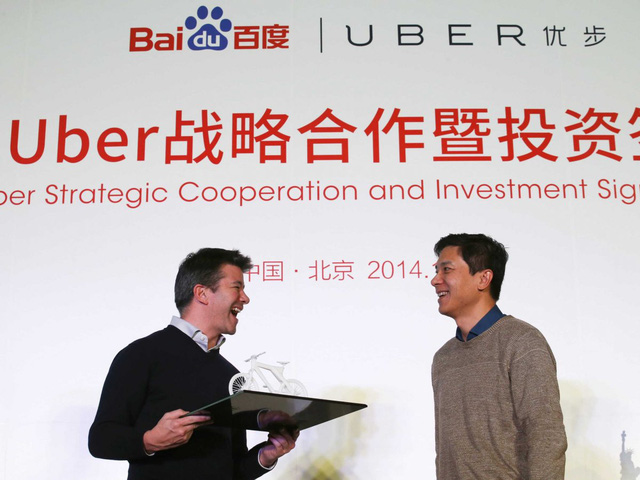 Bai du 百度 | UBER 优步
Uber战略合作暨投资
ber Strategic Cooperation and Investment Sig
中国·北京 2014.